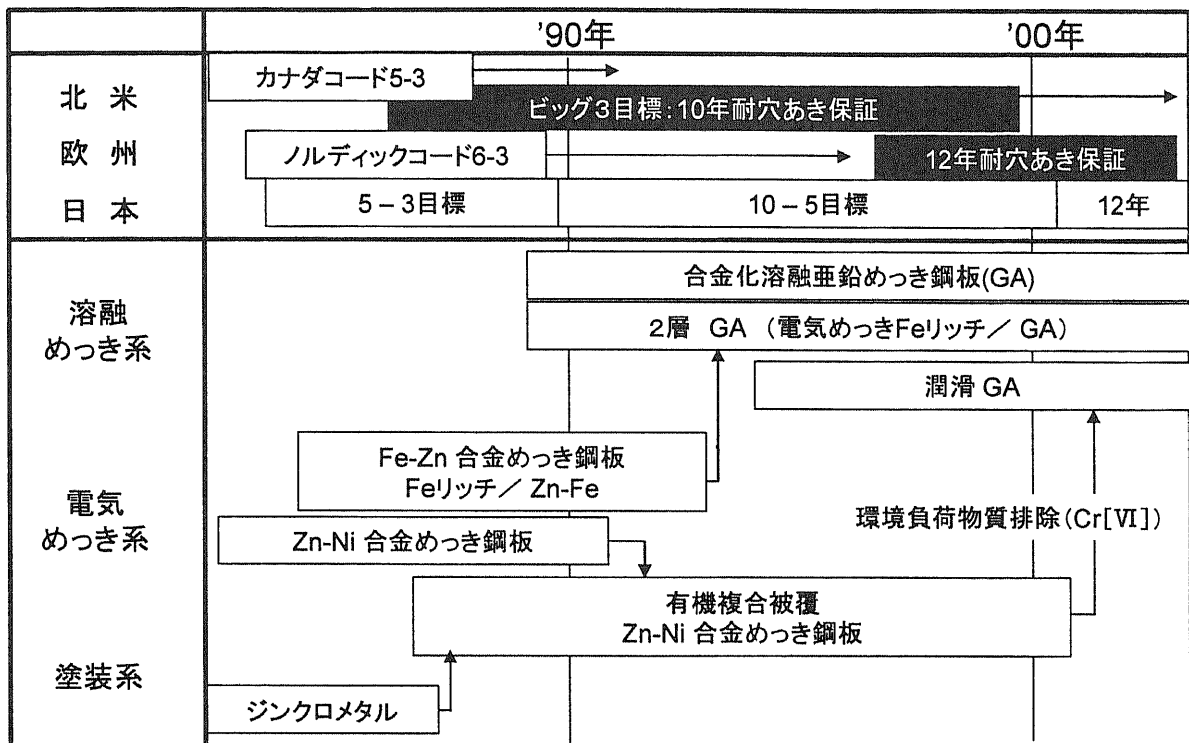 '90年
'00年
北 米
カナダコード5-3
ビッグ3目標:10年耐穴あき保証
欧 州
ノルディックコード6-3
12年耐穴あき保証
日 本
5-3目標
10-5目標
12年
溶融
めっき系
合金化溶融亜鉛めっき鋼板(GA)
2層 GA (電気めっきFeリッチ/ GA)
潤滑 GA
電気
めっき系
Fe-Zn 合金めっき鋼板
Feリッチ/ Zn-Fe
環境負荷物質排除(Cr[Ⅵ])
Zn-Ni 合金めっき鋼板
有機複合被覆
Zn-Ni 合金めっき鋼板
塗装系
ジンクロメタル